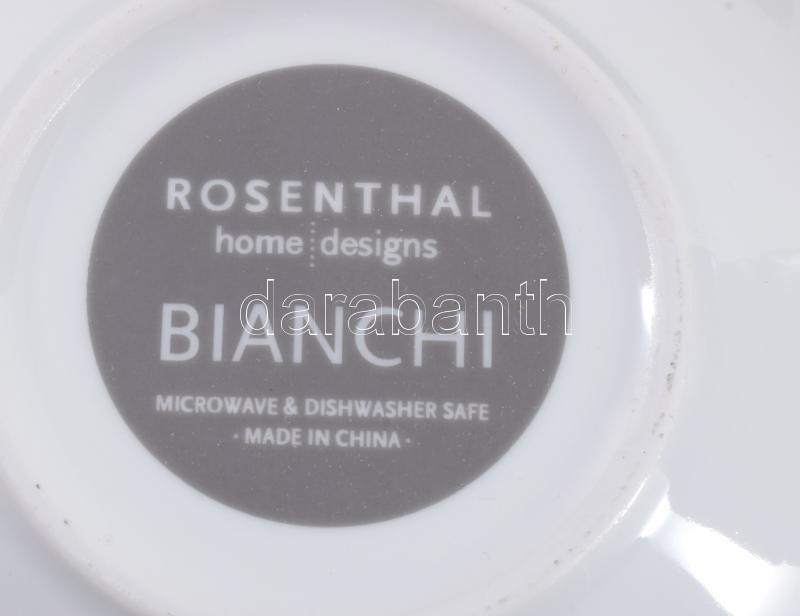 ROSENTHAL
home designs
BIANCHI
darabanth
MICROWAVE & DISHWASHER SAFE
· MADE IN CHINA ·